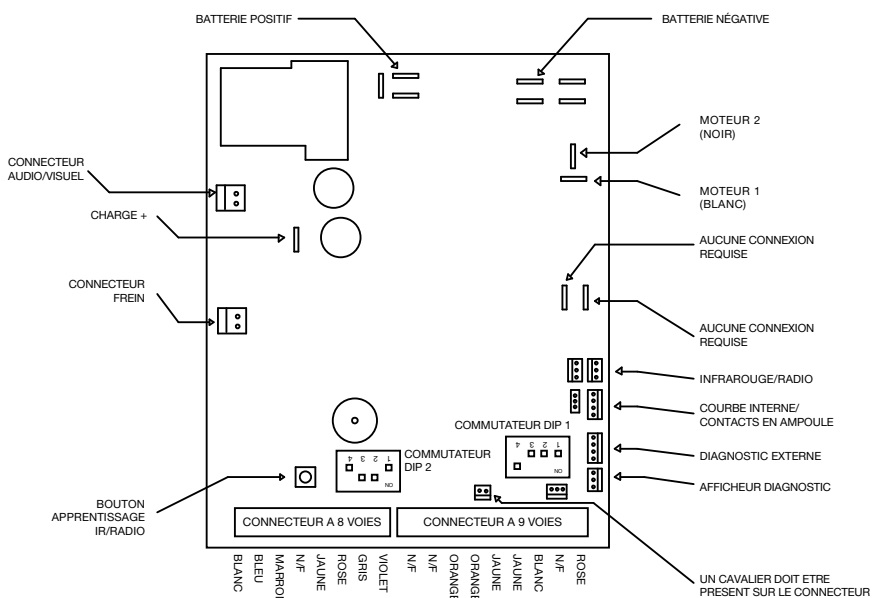 BATTERIE POSITIF
BATTERIE NÉGATIVE
MOTEUR 2
(NOIR)
CONNECTEUR
AUDIO/VISUEL
MOTEUR 1
(BLANC)
CHARGE +
AUCUNE CONNEXION
REQUISE
CONNECTEUR
FREIN
AUCUNE CONNEXION
REQUISE
INFRAROUGE/RADIO
COURBE INTERNE/
CONTACTS EN AMPOULE
COMMUTATEUR DIP 1
4 3 2 1
NO
COMMUTATEUR
DIP 2
4 3 2 1
NO
DIAGNOSTIC EXTERNE
AFFICHEUR DIAGNOSTIC
BOUTON
APPRENTISSAGE
IR/RADIO
CONNECTEUR A 8 VOIES
CONNECTEUR A 9 VOIES
BLANC
BLEU
MARRON
N/F
JAUNE
ROSE
GRIS
VIOLET
N/F
N/F
ORANGE
ORANGE
JAUNE
JAUNE
BLANC
N/F
ROSE
UN CAVALIER DOIT ETRE
PRESENT SUR LE CONNECTEUR